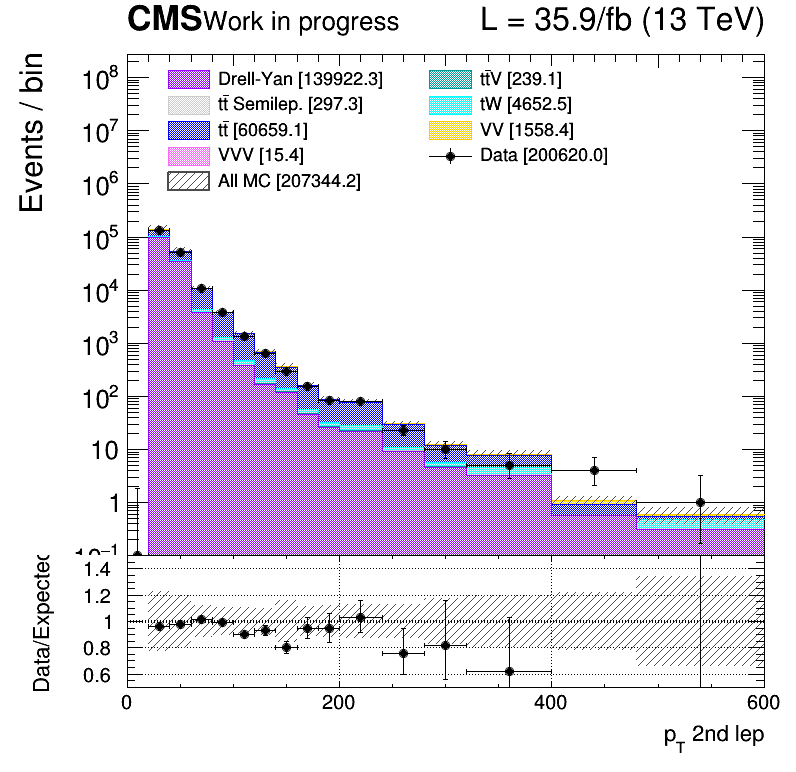 CMS Work in progress L = 35.9/fb (13 TeV)
Events / bin
10⁸
10⁷
10⁶
10⁵
10⁴
10³
10²
10
1
10⁻¹
Drell-Yan [139922.3]
tt̄ Semilep. [297.3]
tt̄ [60659.1]
VVV [15.4]
All MC [207344.2]
tt̄V [239.1]
tW [4652.5]
VV [1558.4]
Data [200620.0]
Data/Expected
1.4
1.2
1
0.8
0.6
0 200 400 600
p_T 2nd lep